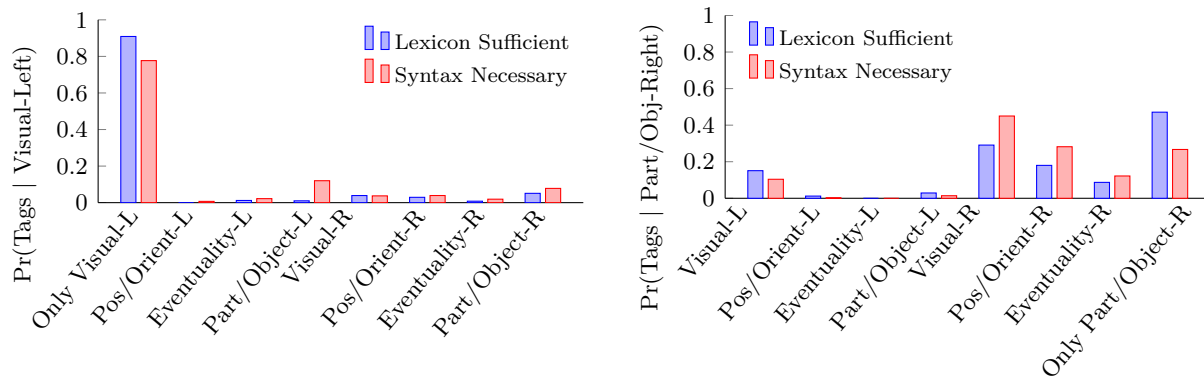 Pr(Tags | Visual-Left)
1
0.8
0.6
0.4
0.2
0
Lexicon Sufficient
Syntax Necessary
Only Visual-L
Pos/Orient-L
Eventuality-L
Part/Object-L
Visual-R
Pos/Orient-R
Eventuality-R
Part/Object-R
Pr(Tags | Part/Obj-Right)
1
0.8
0.6
0.4
0.2
0
Lexicon Sufficient
Syntax Necessary
Visual-L
Pos/Orient-L
Eventuality-L
Part/Object-L
Visual-R
Pos/Orient-R
Eventuality-R
Only Part/Object-R